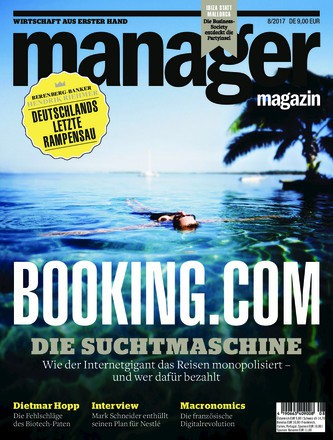 WIRTSCHAFT AUS ERSTER HAND
IBIZA STATT
MALLORCA
Die Business-
Society
entdeckt die
Partyinsel
8/2017 DE 9,00 EUR
manager
magazin
BERENBERG-BANKER
HENDRIK RIEHMER
DEUTSCHLANDS
LETZTE
RAMPENSAU
BOOKING.COM
DIE SUCHTMASCHINE
Wie der Internetgigant das Reisen monopolisiert –
und wer dafür bezahlt
Dietmar Hopp
Die Fehlschläge
des Biotech-Paten
Interview
Mark Schneider enthüllt
seinen Plan für Nestlé
Macronomics
Die französische
Digitalrevolution